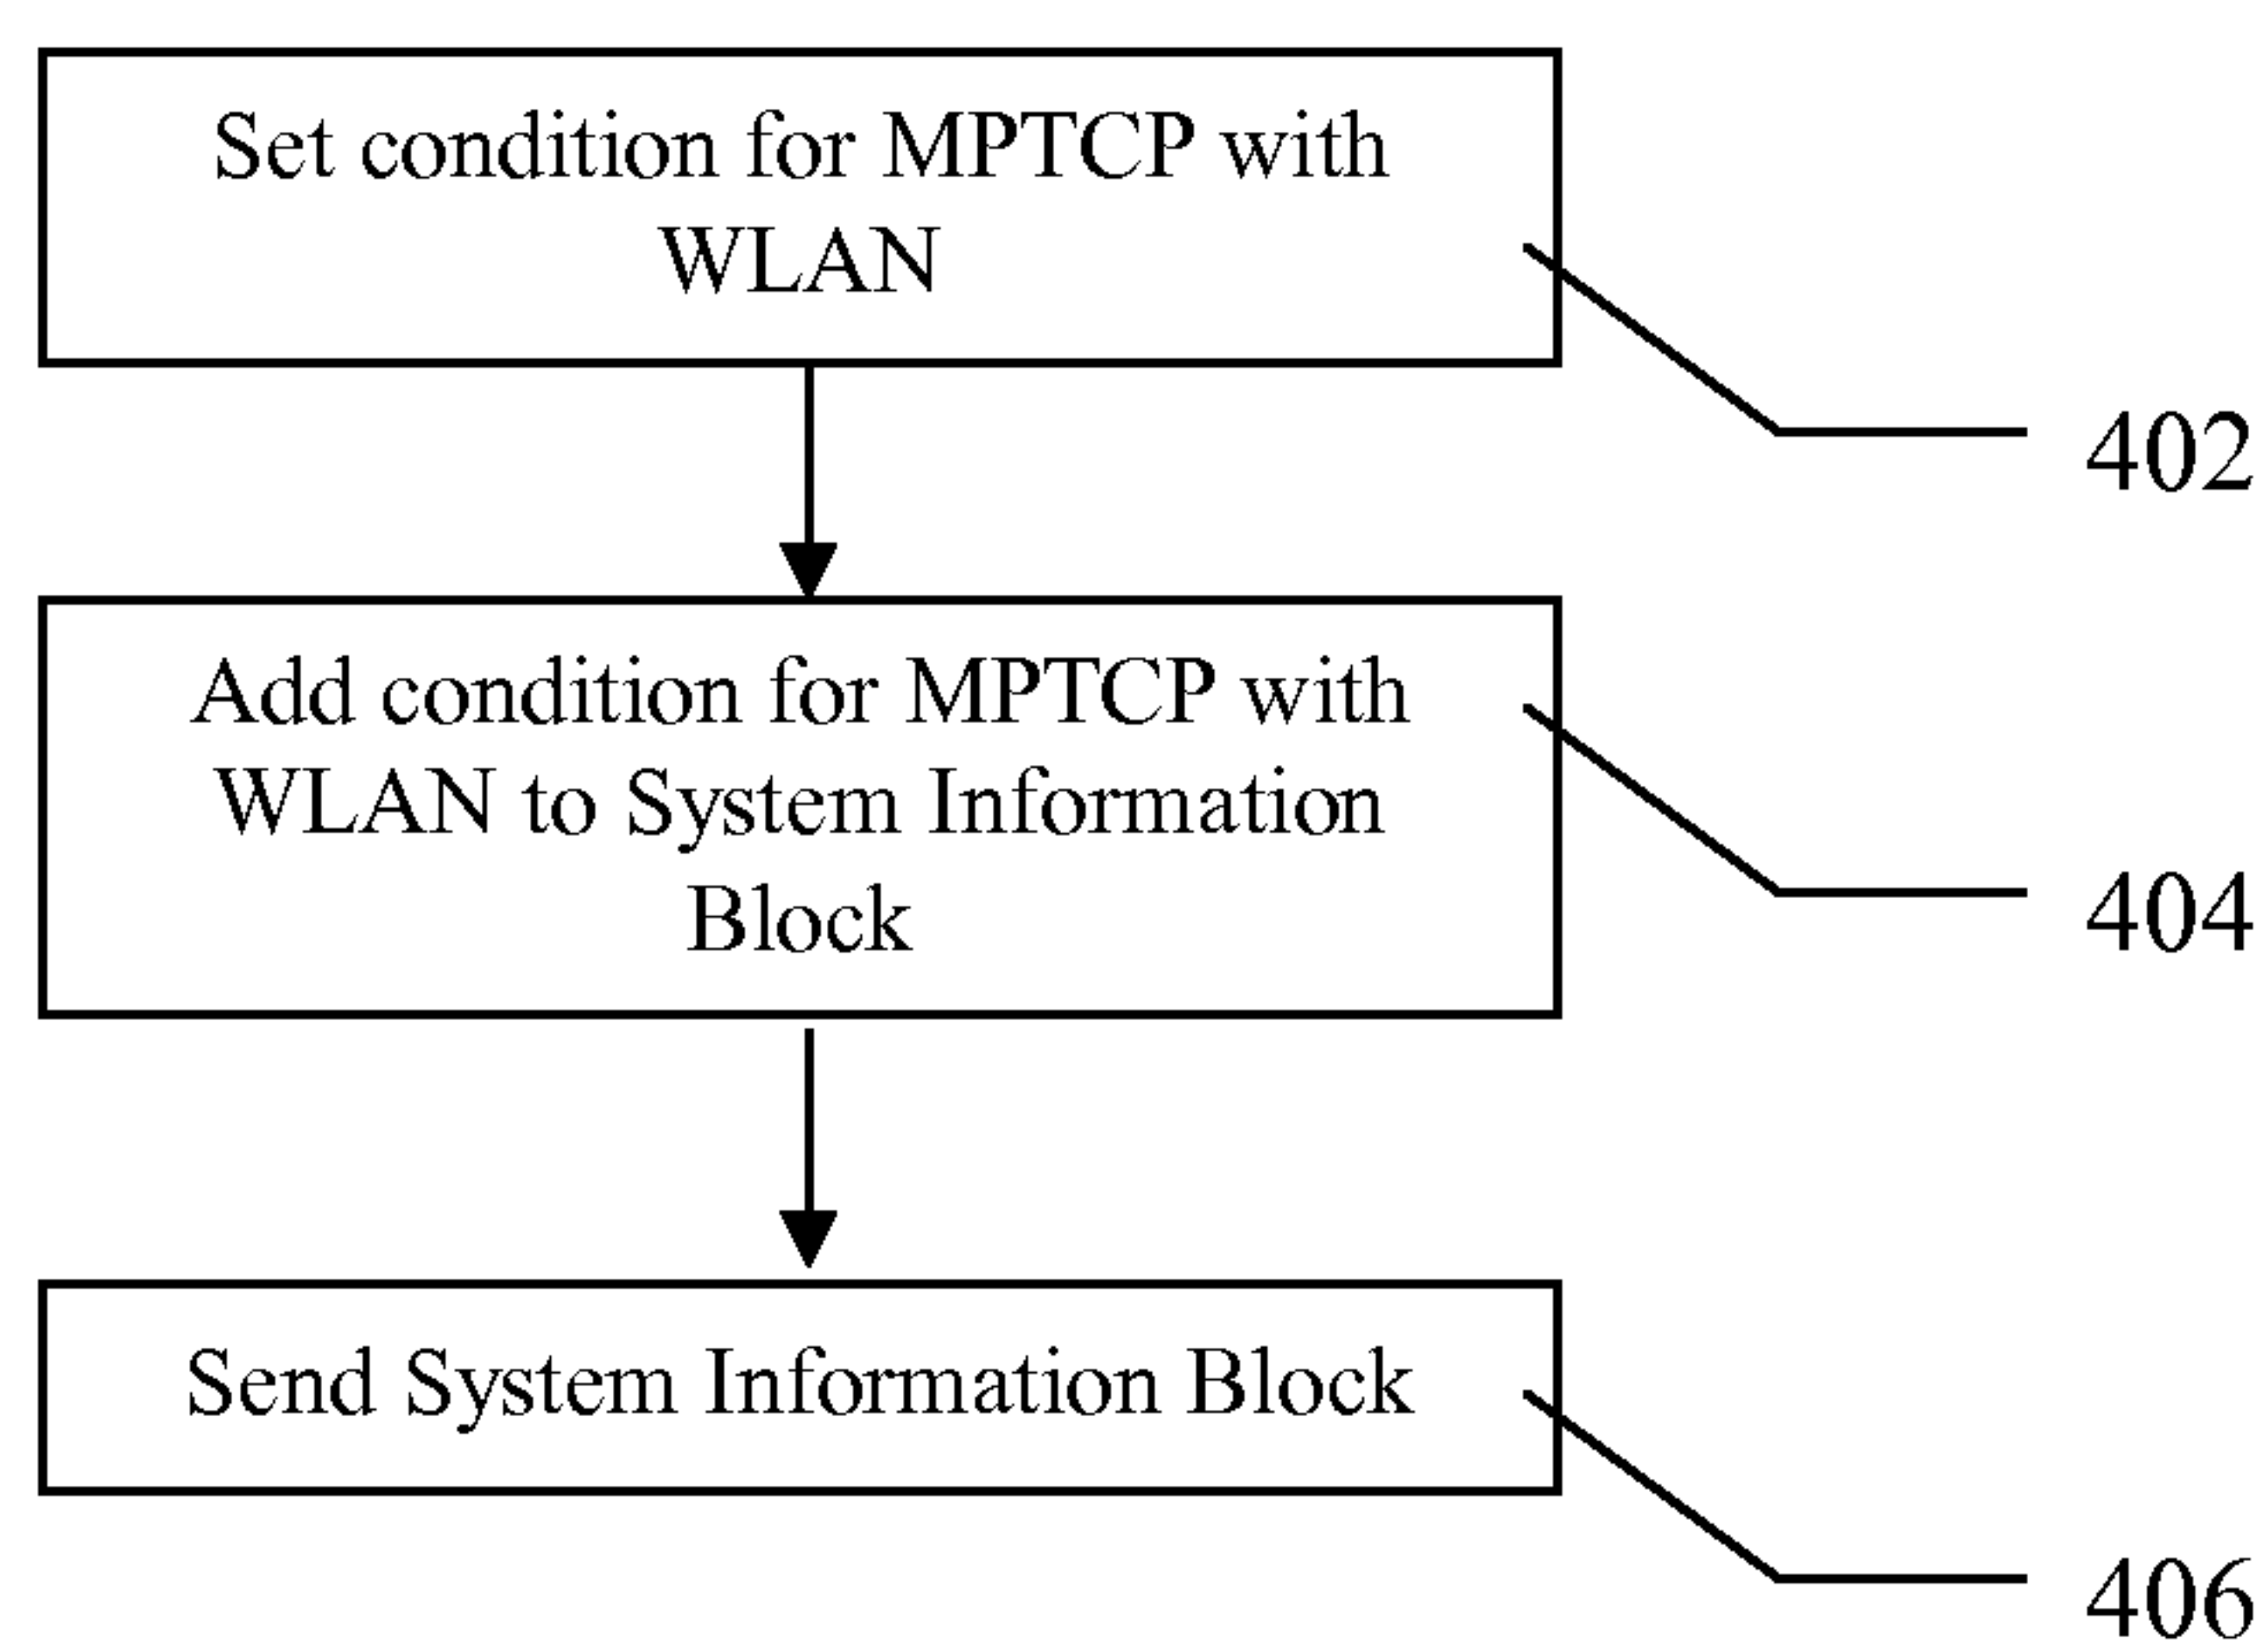 Set condition for MPTCP with
WLAN
402
Add condition for MPTCP with
WLAN to System Information
Block
404
Send System Information Block
406